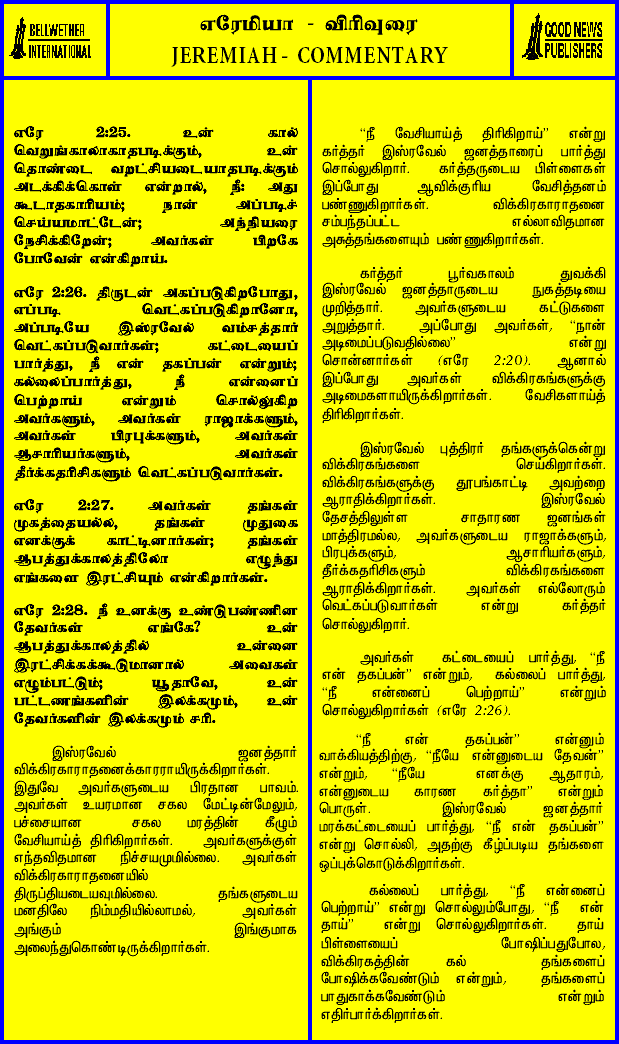 BELLWETHER
INTERNATIONAL
எரேமியா - விரிவுரை
JEREMIAH - COMMENTARY
GOOD NEWS
PUBLISHERS
எரே 2:25. உன் கால்
வெறுங்காலாகாதபடிக்கும், உன்
தொண்டை வறட்சியடையாதபடிக்கும்
அடக்கிக்கொள் என்றால், நீ: அது
கூடாதகாரியம்; நான் அப்படிச்
செய்யமாட்டேன்; அந்நியரை
நேசிக்கிறேன்; அவர்கள் பிறகே
போவேன் என்கிறாய்.
எரே 2:26. திருடன் அகப்படுகிறபோது,
எப்படி வெட்கப்படுகிறானோ,
அப்படியே இஸ்ரவேல் வம்சத்தார்
வெட்கப்படுவார்கள்; கட்டையைப்
பார்த்து, நீ என் தகப்பன் என்றும்;
கல்லைப்பார்த்து, நீ என்னைப்
பெற்றாய் என்றும் சொல்லுகிற
அவர்களும், அவர்கள் ராஜாக்களும்,
அவர்கள் பிரபுக்களும், அவர்கள்
ஆசாரியர்களும், அவர்கள்
தீர்க்கதரிசிகளும் வெட்கப்படுவார்கள்.
எரே 2:27. அவர்கள் தங்கள்
முகத்தையல்ல, தங்கள் முதுகை
எனக்குக் காட்டினார்கள்; தங்கள்
ஆபத்துக்காலத்திலோ எழுந்து
எங்களை இரட்சியும் என்கிறார்கள்.
எரே 2:28. நீ உனக்கு உண்டுபண்ணின
தேவர்கள் எங்கே? உன்
ஆபத்துக்காலத்தில் உன்னை
இரட்சிக்கக்கூடுமானால் அவைகள்
எழும்பட்டும்; யூதாவே, உன்
பட்டணங்களின் இலக்கமும், உன்
தேவர்களின் இலக்கமும் சரி.
இஸ்ரவேல் ஜனத்தார்
விக்கிரகாராதனைக்காரராயிருக்கிறார்கள்.
இதுவே அவர்களுடைய பிரதான பாவம்.
அவர்கள் உயரமான சகல மேட்டின்மேலும்,
பச்சையான சகல மரத்தின் கீழும்
வேசியாய்த் திரிகிறார்கள். அவர்களுக்குள்
எந்தவிதமான நிச்சயமுமில்லை. அவர்கள்
விக்கிரகாராதனையில்
திருப்தியடையவுமில்லை. தங்களுடைய
மனதிலே நிம்மதியில்லாமல், அவர்கள்
அங்கும் இங்குமாக
அலைந்துகொண்டிருக்கிறார்கள்.
“நீ வேசியாய்த் திரிகிறாய்” என்று
கர்த்தர் இஸ்ரவேல் ஜனத்தாரைப் பார்த்து
சொல்லுகிறார். கர்த்தருடைய பிள்ளைகள்
இப்போது ஆவிக்குரிய வேசித்தனம்
பண்ணுகிறார்கள். விக்கிரகாராதனை
சம்பந்தப்பட்ட எல்லாவிதமான
அசுத்தங்களையும் பண்ணுகிறார்கள்.
கர்த்தர் பூர்வகாலம் துவக்கி
இஸ்ரவேல் ஜனத்தாருடைய நுகத்தடியை
முறித்தார். அவர்களுடைய கட்டுகளை
அறுத்தார். அப்போது அவர்கள், “நான்
அடிமைப்படுவதில்லை” என்று
சொன்னார்கள் (எரே 2:20). ஆனால்
இப்போது அவர்கள் விக்கிரகங்களுக்கு
அடிமைகளாயிருக்கிறார்கள். வேசிகளாய்த்
திரிகிறார்கள்.
இஸ்ரவேல் புத்திரர் தங்களுக்கென்று
விக்கிரகங்களை செய்கிறார்கள்.
விக்கிரகங்களுக்கு தூபங்காட்டி அவற்றை
ஆராதிக்கிறார்கள். இஸ்ரவேல்
தேசத்திலுள்ள சாதாரண ஜனங்கள்
மாத்திரமல்ல, அவர்களுடைய ராஜாக்களும்,
பிரபுக்களும், ஆசாரியர்களும்,
தீர்க்கதரிசிகளும் விக்கிரகங்களை
ஆராதிக்கிறார்கள். அவர்கள் எல்லோரும்
வெட்கப்படுவார்கள் என்று கர்த்தர்
சொல்லுகிறார்.
அவர்கள் கட்டையைப் பார்த்து, “நீ
என் தகப்பன்” என்றும், கல்லைப் பார்த்து,
“நீ என்னைப் பெற்றாய்” என்றும்
சொல்லுகிறார்கள் (எரே 2:26).
“நீ என் தகப்பன்” என்னும்
வாக்கியத்திற்கு, “நீயே என்னுடைய தேவன்”
என்றும், “நீயே எனக்கு ஆதாரம்,
என்னுடைய காரண கர்த்தா” என்றும்
பொருள். இஸ்ரவேல் ஜனத்தார்
மரக்கட்டையைப் பார்த்து, “நீ என் தகப்பன்”
என்று சொல்லி, அதற்கு கீழ்ப்படிய தங்களை
ஒப்புக்கொடுக்கிறார்கள்.
கல்லைப் பார்த்து, “நீ என்னைப்
பெற்றாய்” என்று சொல்லும்போது, “நீ என்
தாய்” என்று சொல்லுகிறார்கள். தாய்
பிள்ளையைப் போஷிப்பதுபோல,
விக்கிரகத்தின் கல் தங்களைப்
போஷிக்கவேண்டும் என்றும், தங்களைப்
பாதுகாக்கவேண்டும் என்றும்
எதிர்பார்க்கிறார்கள்.